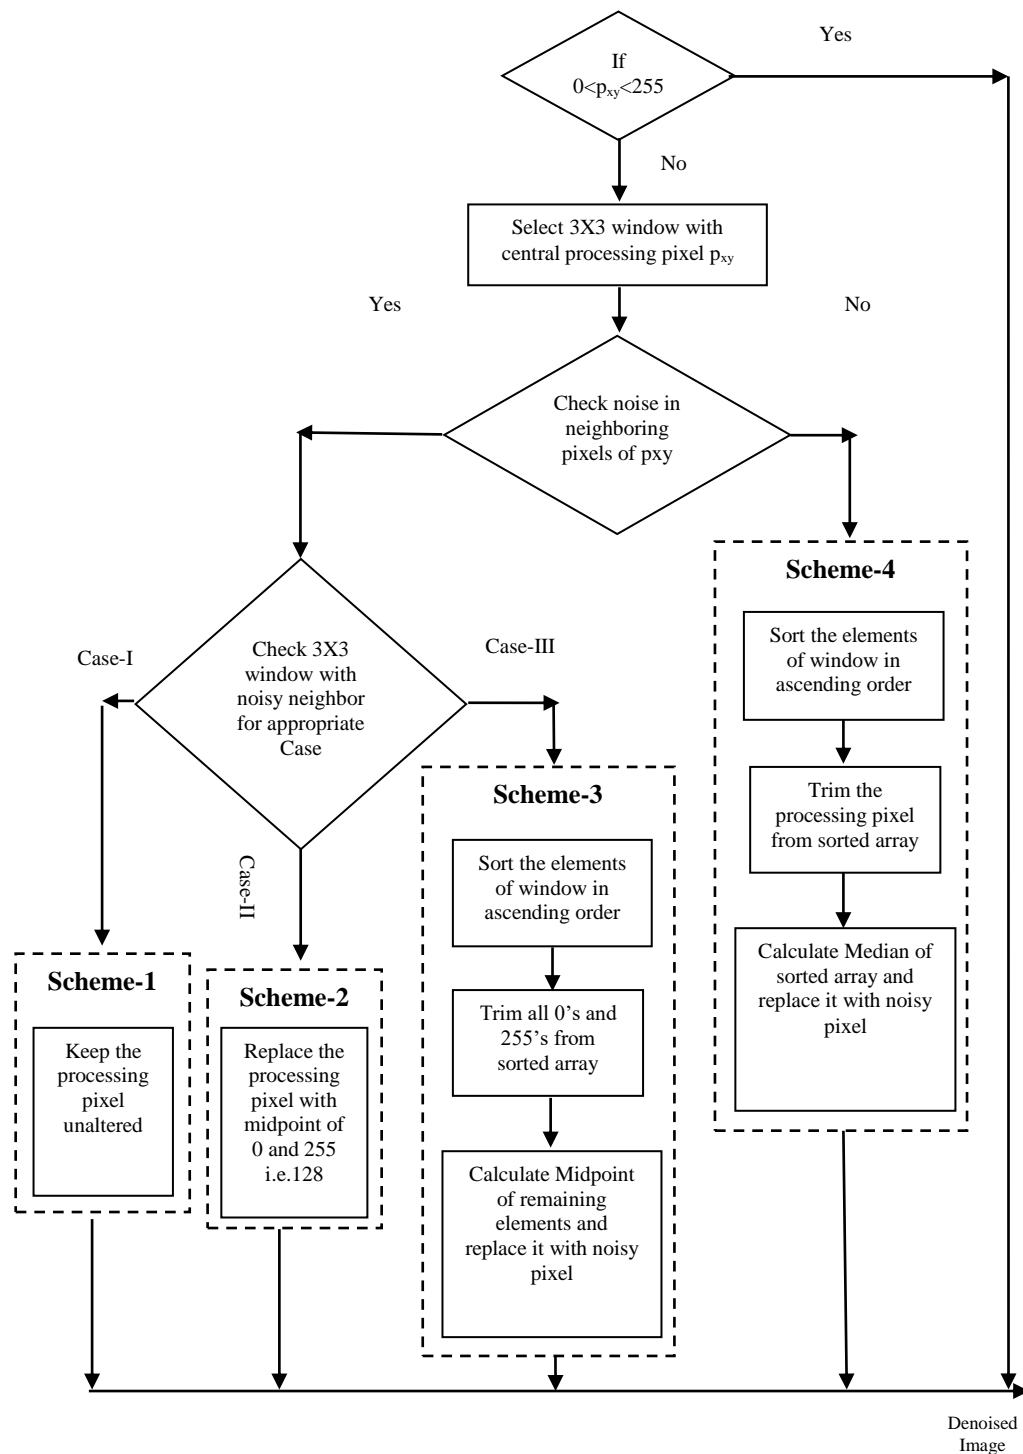 Yes
If
0<pxy<255
No
Select 3X3 window with
central processing pixel pxy
Yes
No
Check noise in
neighboring
pixels of pxy
Scheme-4
Sort the elements
of window in
ascending order
Trim the
processing pixel
from sorted array
Calculate Median of
sorted array and
replace it with noisy
pixel
Case-I
Case-III
Check 3X3
window with
noisy neighbor
for appropriate
Case
Case-II
Scheme-3
Sort the elements
of window in
ascending order
Trim all 0’s and
255’s from
sorted array
Calculate Midpoint
of remaining
elements and
replace it with noisy
pixel
Scheme-1
Keep the
processing
pixel
unaltered
Scheme-2
Replace the
processing
pixel with
midpoint of
0 and 255
i.e.128
Denoised
Image